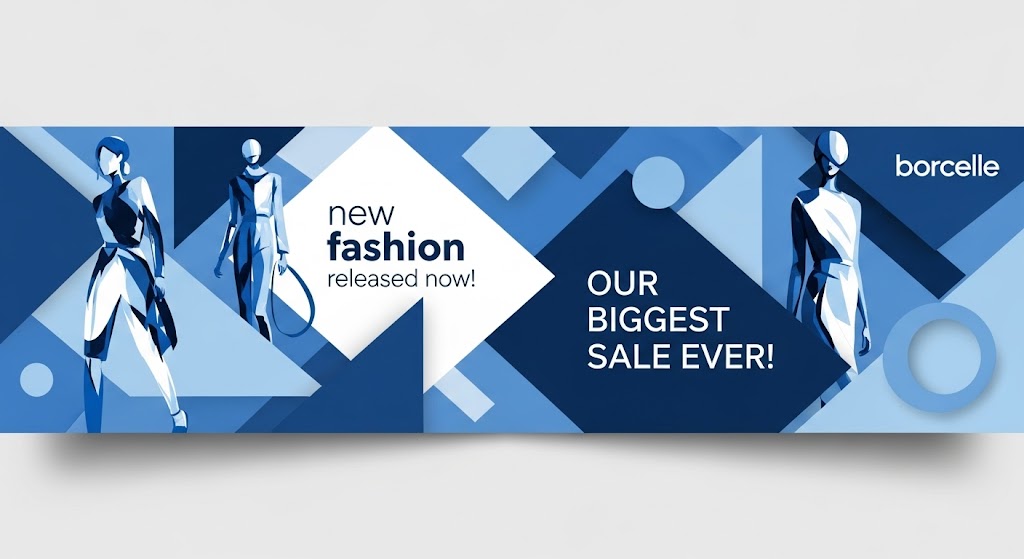 new
fashion
released now!
OUR
BIGGEST
SALE EVER!
borcelle